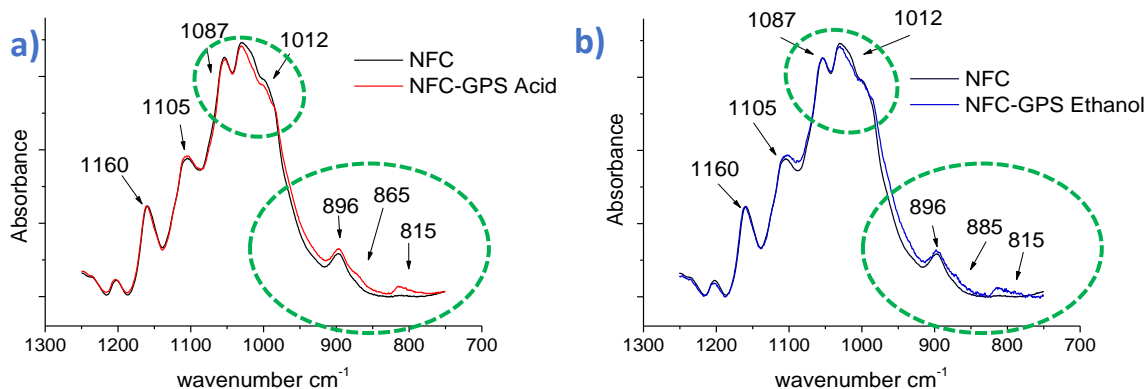 a)
1087
1012
NFC
NFC-GPS Acid
1105
1160
896
865
815
Absorbance
1300 1200 1100 1000 900 800 700
wavenumber cm⁻¹
b)
1087
1012
NFC
NFC-GPS Ethanol
1105
1160
896
885
815
Absorbance
1300 1200 1100 1000 900 800 700
wavenumber cm⁻¹